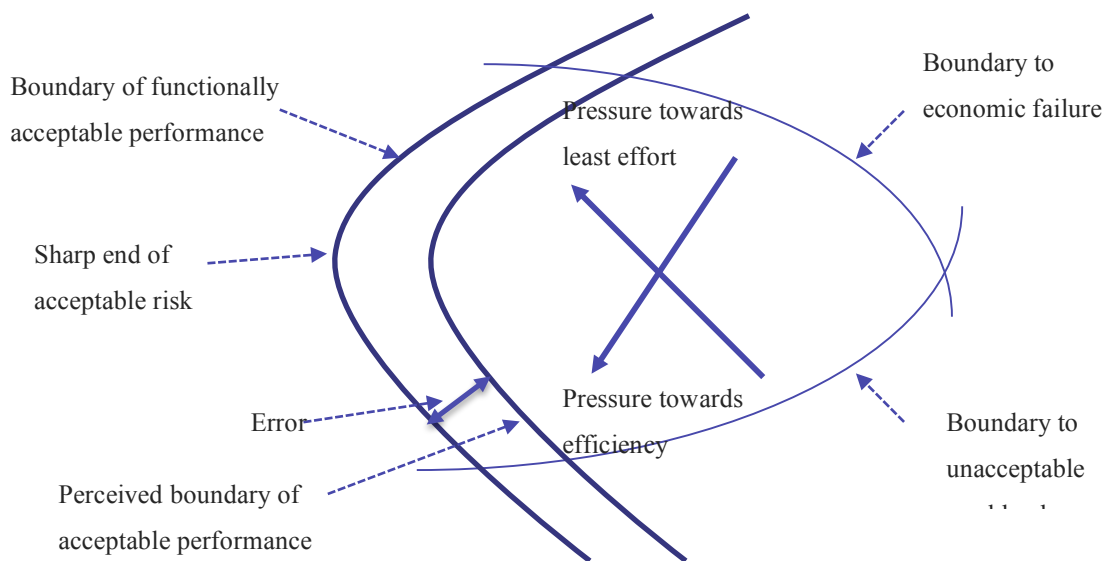 Boundary of functionally
acceptable performance
Sharp end of
acceptable risk
Error
Perceived boundary of
acceptable performance
Pressure towards
least effort
Pressure towards
efficiency
Boundary to
economic failure
Boundary to
unacceptable